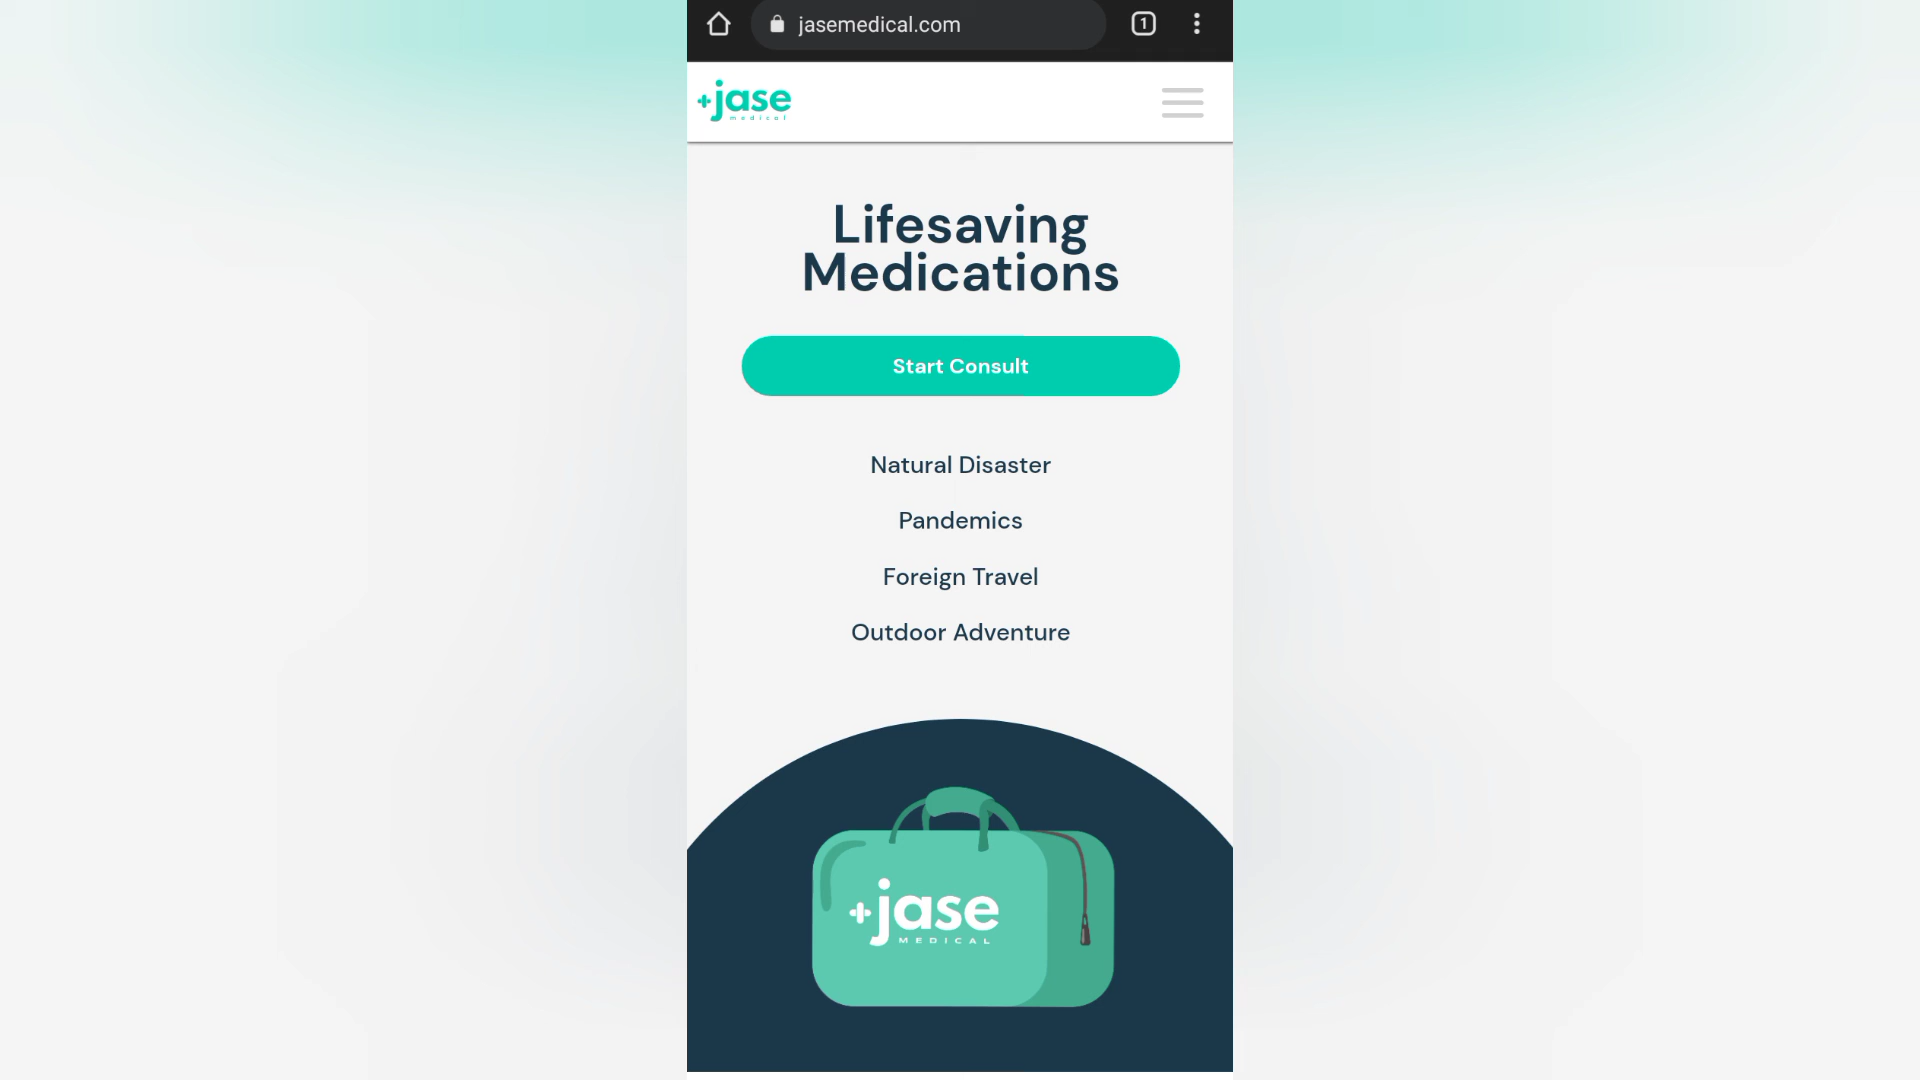 jasemedical.com
1
+jase
medical
Lifesaving
Medications
Start Consult
Natural Disaster
Pandemics
Foreign Travel
Outdoor Adventure
+jase
MEDICAL